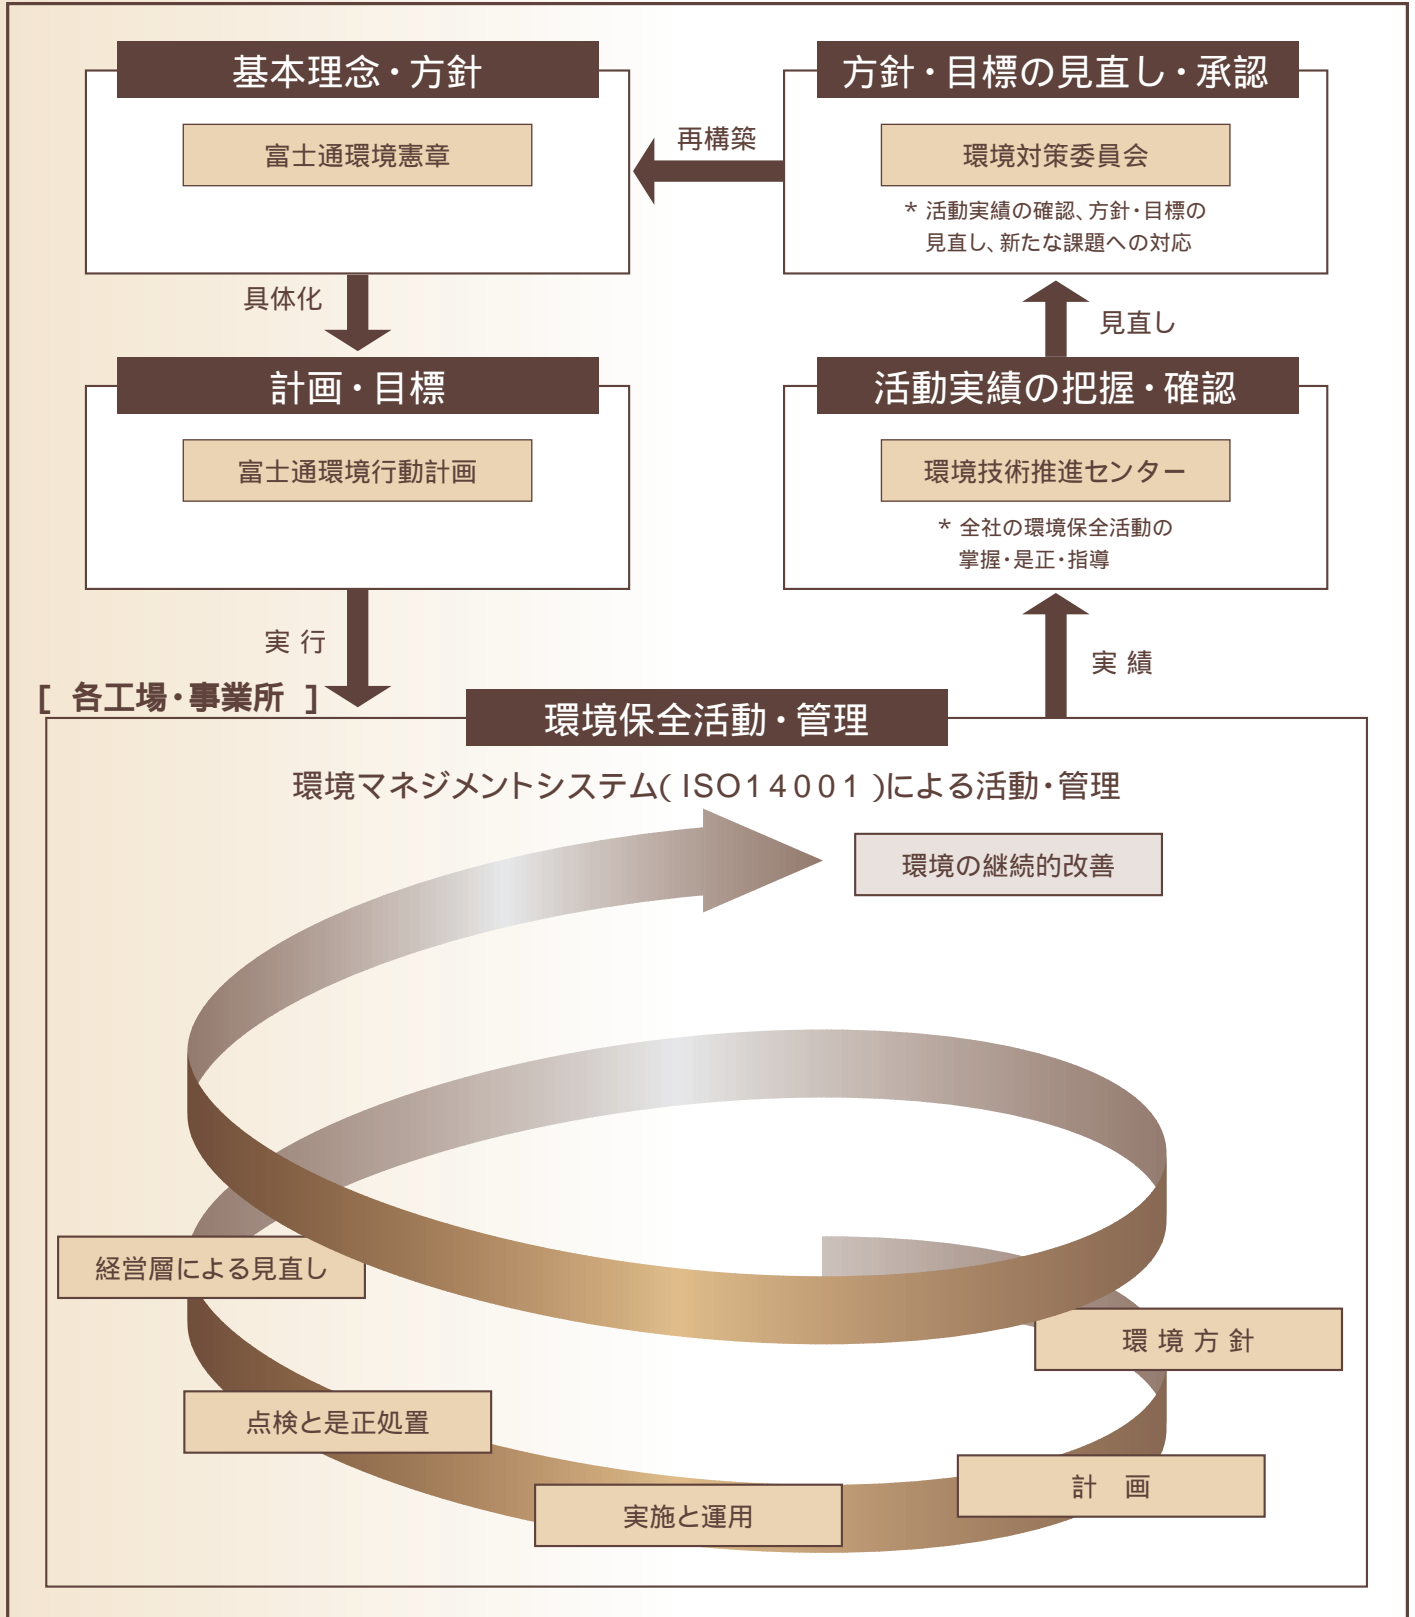 基本理念・方針
富士通環境憲章
再構築
方針・目標の見直し・承認
環境対策委員会
* 活動実績の確認、方針・目標の
見直し、新たな課題への対応
具体化
見直し
計画・目標
富士通環境行動計画
活動実績の把握・確認
環境技術推進センター
* 全社の環境保全活動の
掌握・是正・指導
実 行
実 績
[ 各工場・事業所 ]
環境保全活動・管理
環境マネジメントシステム(ISO14001)による活動・管理
環境の継続的改善
経営層による見直し
環 境 方 針
点検と是正処置
計 画
実施と運用